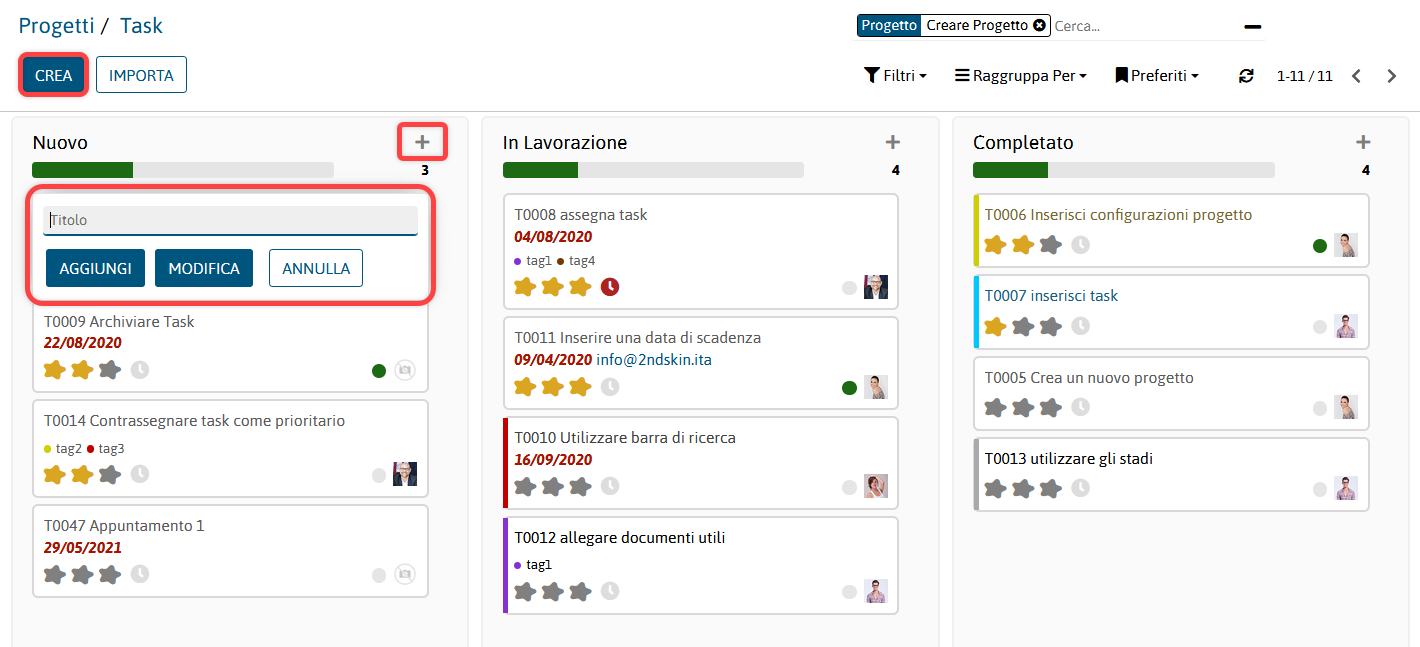 Progetti / Task
Progetto Creare Progetto Cerca...
CREA IMPORTA
Filtri Raggruppa Per Preferiti 1-11 / 11
Nuovo
3
Titolo
AGGIUNGI MODIFICA ANNULLA
T0009 Archiviare Task
22/08/2020
T0014 Contrassegnare task come prioritario
tag2 tag3
T0047 Appuntamento 1
29/05/2021
In Lavorazione
4
T0008 assegna task
04/08/2020
tag1 tag4
T0011 Inserire una data di scadenza
09/04/2020 info@2ndskin.ita
T0010 Utilizzare barra di ricerca
16/09/2020
T0012 allegare documenti utili
tag1
Completato
4
T0006 Inserisci configurazioni progetto
T0007 inserisci task
T0005 Crea un nuovo progetto
T0013 utilizzare gli stadi